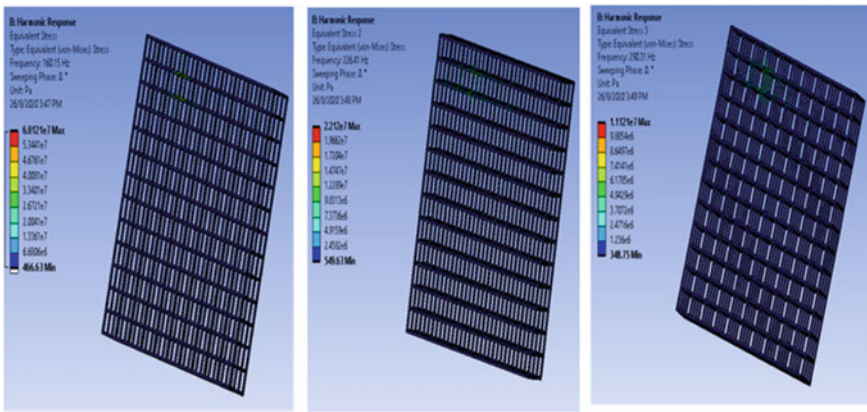 B: Harmonic Response
Equivalent Stress
Type: Equivalent (von-Mises) Stress
Frequency: 160.15 Hz
Sweeping Phase: 0. °
Unit: Pa
26/8/2020 3:47 PM
6.0121e7 Max
5.3441e7
4.6761e7
4.0081e7
3.3401e7
2.6721e7
2.0041e7
1.3361e7
6.6806e6
466.63 Min
B: Harmonic Response
Equivalent Stress 2
Type: Equivalent (von-Mises) Stress
Frequency: 226.41 Hz
Sweeping Phase: 0. °
Unit: Pa
26/8/2020 3:48 PM
2.212e7 Max
1.9662e7
1.7204e7
1.4747e7
1.2289e7
9.8313e6
7.3736e6
4.9159e6
2.4582e6
549.63 Min
B: Harmonic Response
Equivalent Stress 3
Type: Equivalent (von-Mises) Stress
Frequency: 290.31 Hz
Sweeping Phase: 0. °
Unit: Pa
26/8/2020 3:49 PM
1.1121e7 Max
9.8854e6
8.6497e6
7.4141e6
6.1785e6
4.9429e6
3.7072e6
2.4716e6
1.236e6
348.75 Min